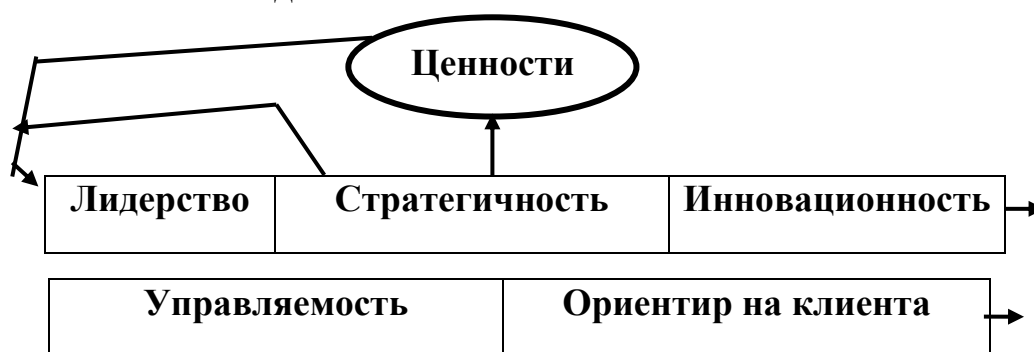 Ценности
Лидерство Стратегичность Инновационность
Управляемость Ориентир на клиента